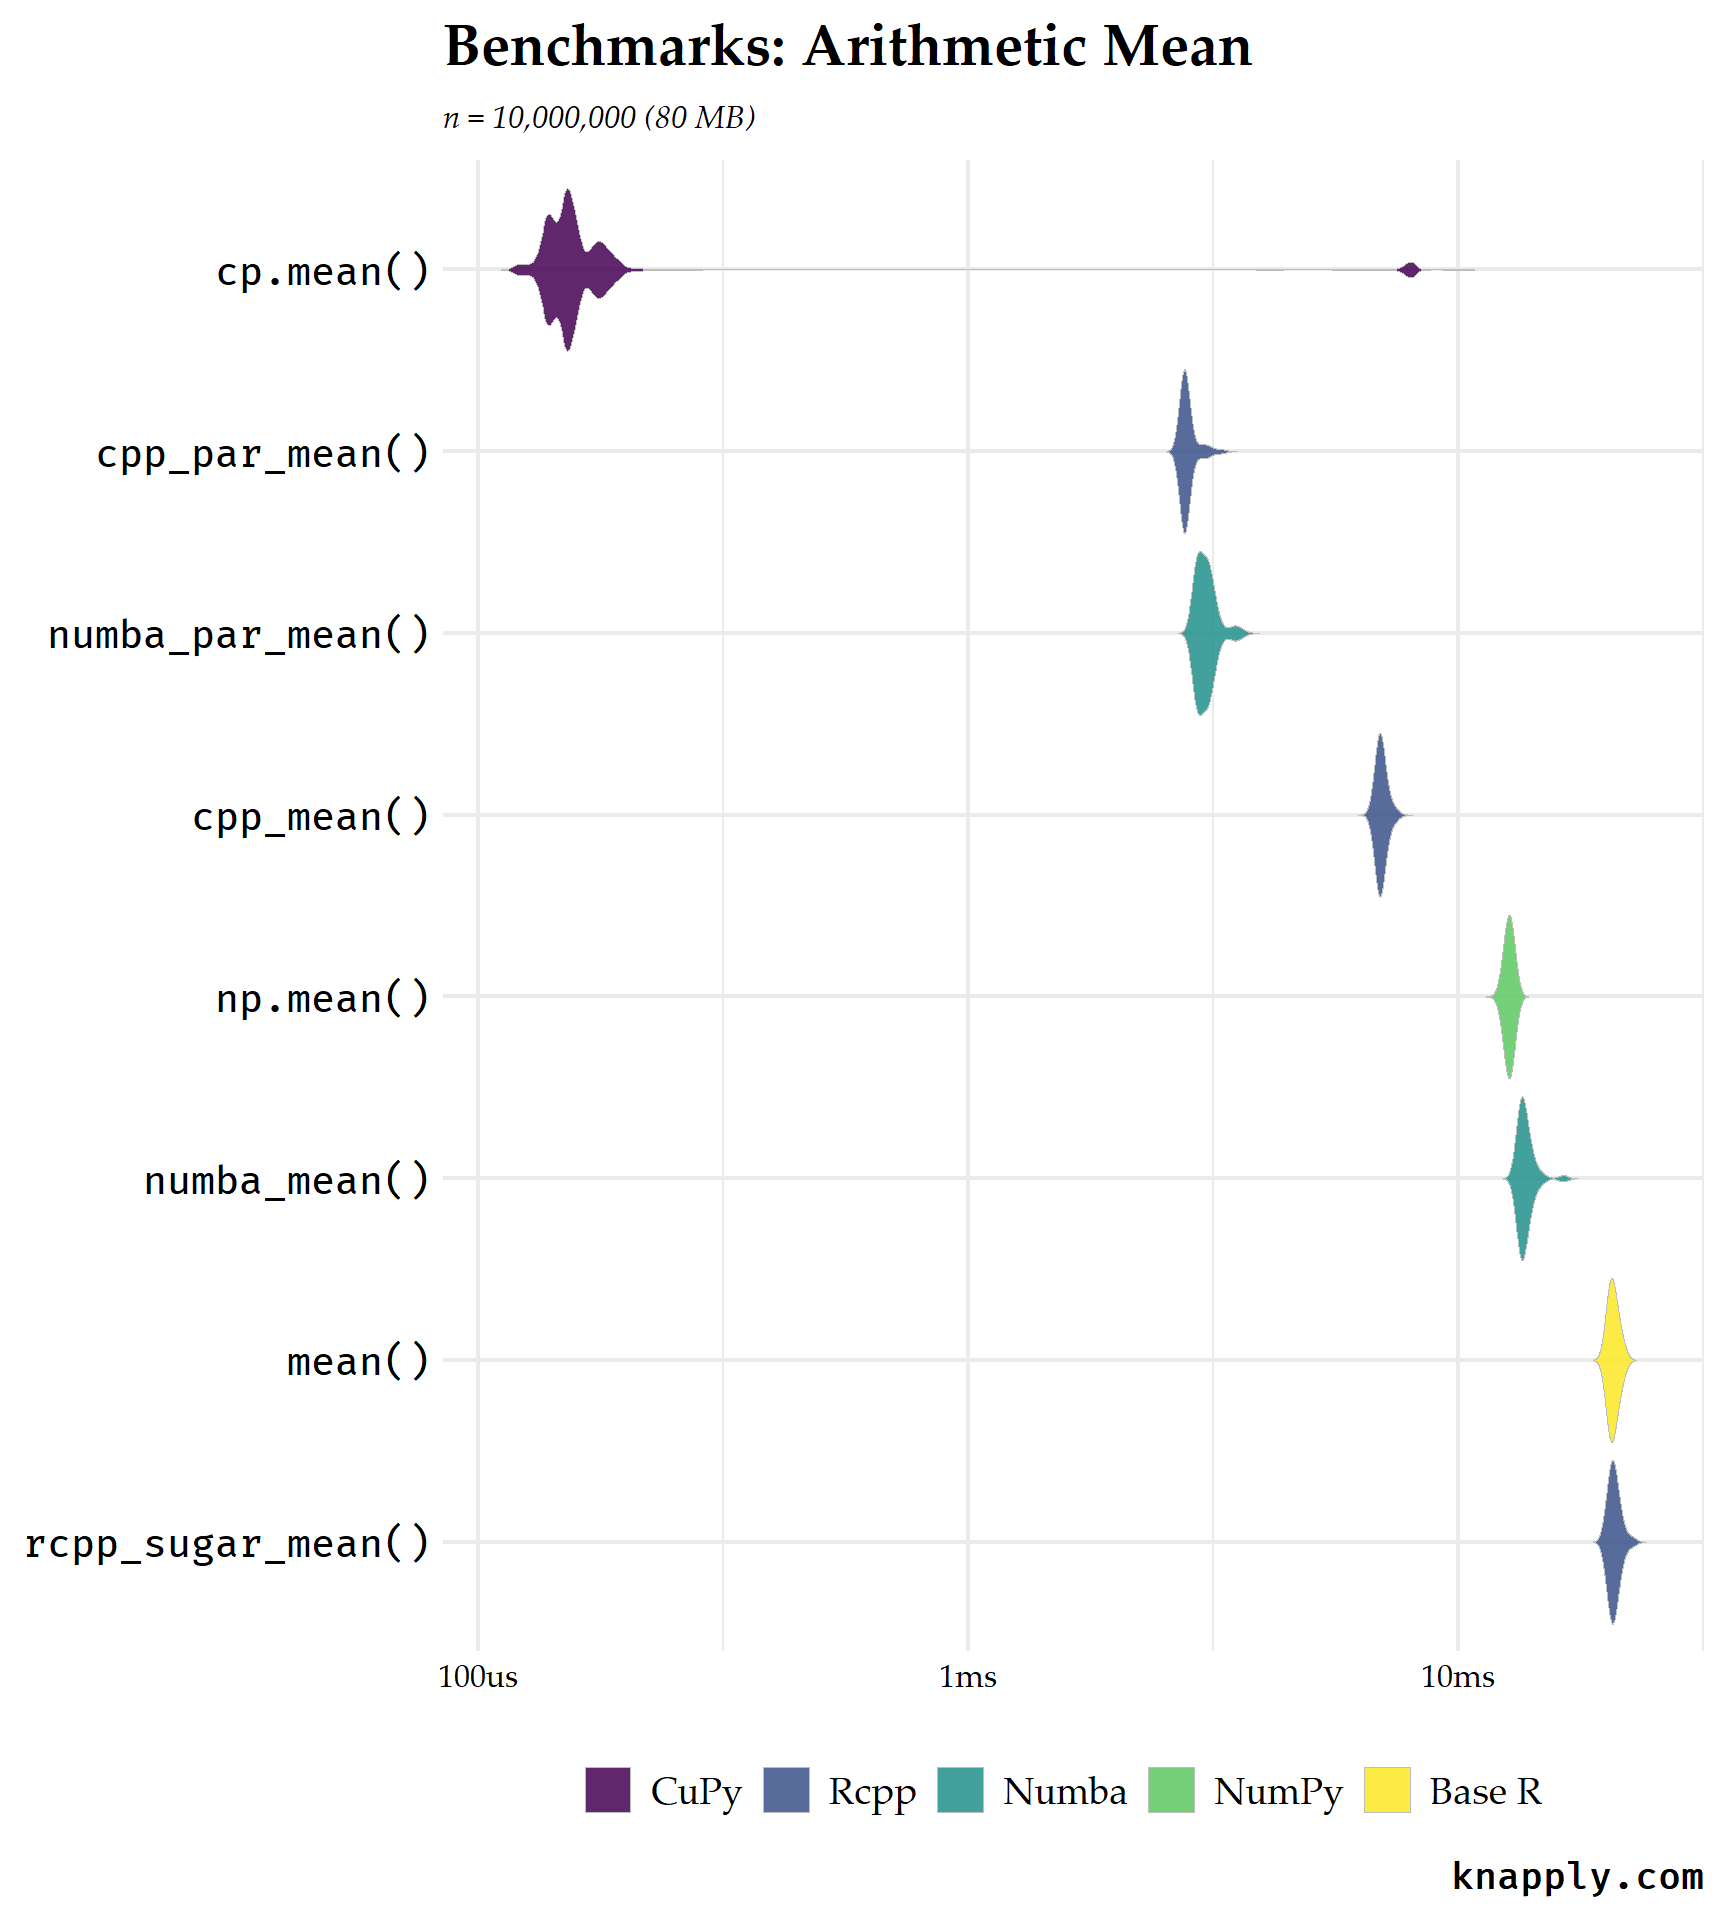 Benchmarks: Arithmetic Mean
n = 10,000,000 (80 MB)
cp.mean()
cpp_par_mean()
numba_par_mean()
cpp_mean()
np.mean()
numba_mean()
mean()
rcpp_sugar_mean()
100us 1ms 10ms
CuPy Rcpp Numba NumPy Base R
knapply.com